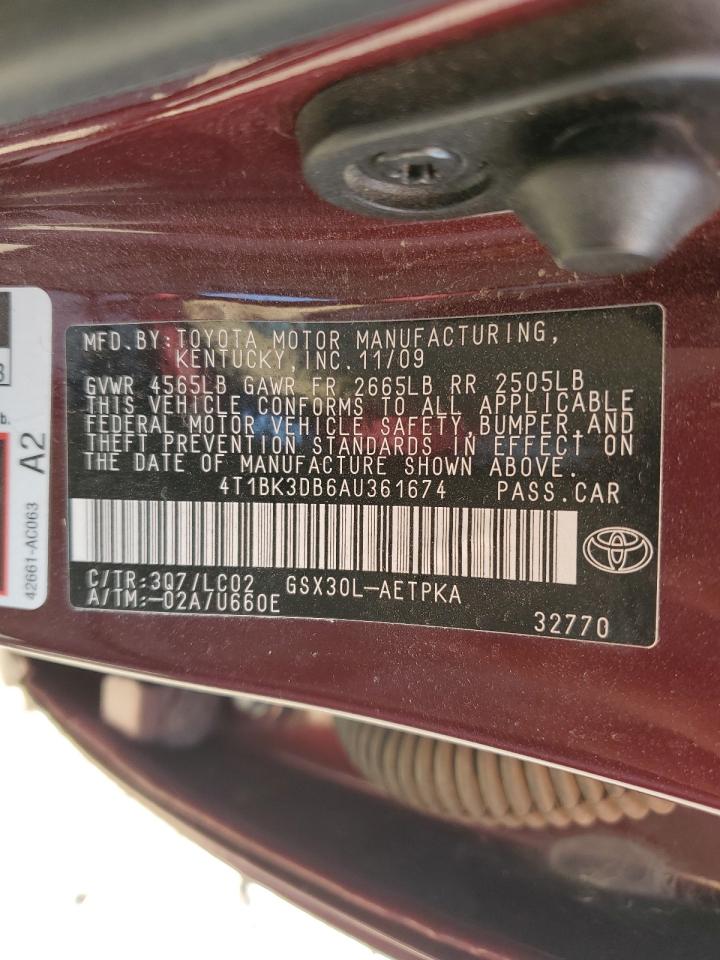 MFD. BY: TOYOTA MOTOR MANUFACTURING,
KENTUCKY, INC. 11/09
GVWR 4565LB GAWR FR 2665LB RR 2505LB
THIS VEHICLE CONFORMS TO ALL APPLICABLE
FEDERAL MOTOR VEHICLE SAFETY, BUMPER, AND
THEFT PREVENTION STANDARDS IN EFFECT ON
THE DATE OF MANUFACTURE SHOWN ABOVE.
4T1BK3DB6AU361674 PASS. CAR
C/TR: 3Q7/LC02 GSX30L-AETPKA
A/TM: -02A/U660E
32770
A2
42661-AC063
b.